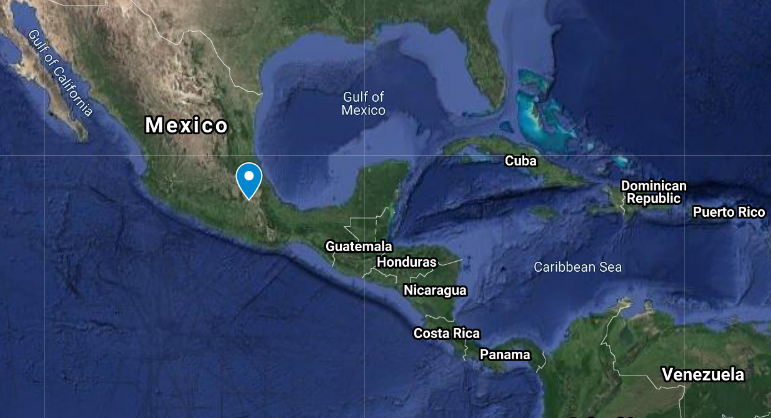 Gulf of California
Gulf of
Mexico
Mexico
Cuba
Dominican
Republic
Puerto Rico
Guatemala
Honduras
Caribbean Sea
Nicaragua
Costa Rica
Panama
Venezuela